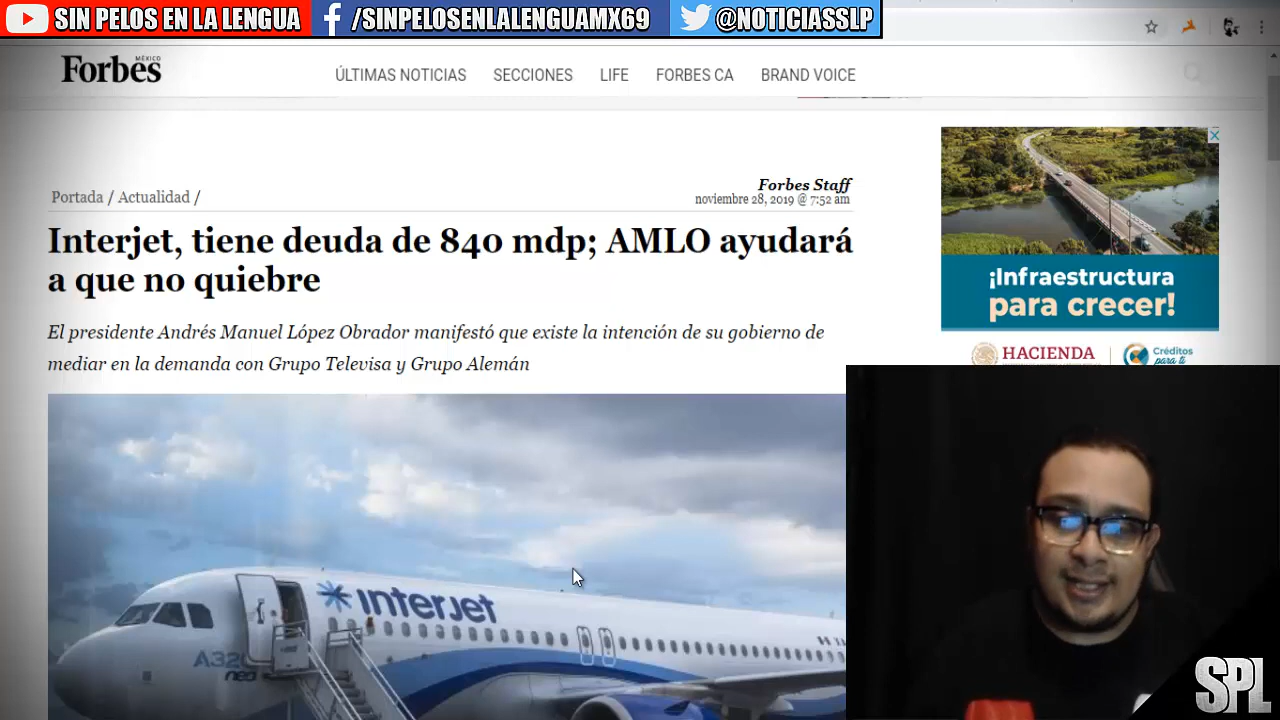 SIN PELOS EN LA LENGUA
/SINPELOSENLALENGUAMX69
@NOTICIASSLP
Forbes
MÉXICO
ÚLTIMAS NOTICIAS
SECCIONES
LIFE
FORBES CA
BRAND VOICE
Portada / Actualidad /
Forbes Staff
noviembre 28, 2019 @ 7:52 am
Interjet, tiene deuda de 840 mdp; AMLO ayudará
a que no quiebre
El presidente Andrés Manuel López Obrador manifestó que existe la intención de su gobierno de
mediar en la demanda con Grupo Televisa y Grupo Alemán
¡Infraestructura
para crecer!
HACIENDA
Créditos
para ti
interjet
A320
neo
SPL